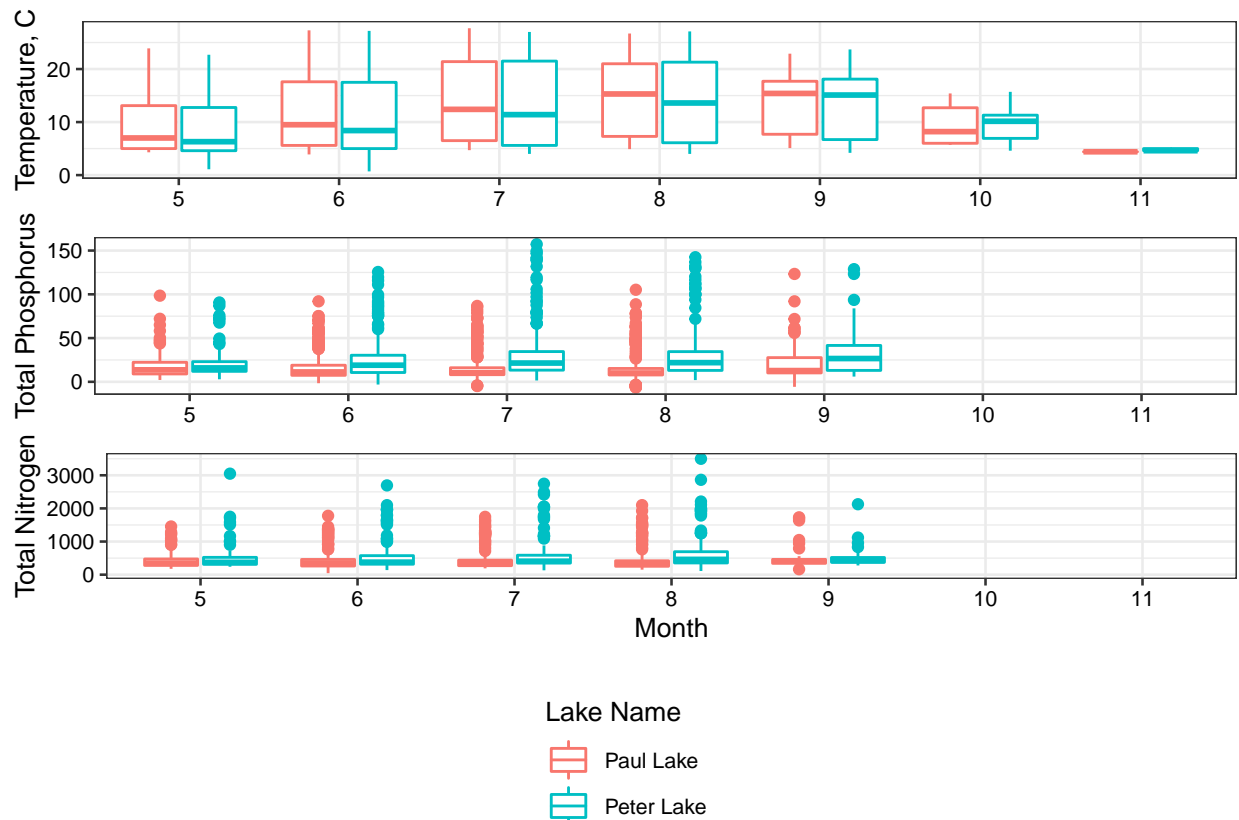 Temperature, C
20
10
0
5 6 7 8 9 10 11
Total Phosphorus
150
100
50
0
5 6 7 8 9 10 11
Total Nitrogen
3000
2000
1000
0
5 6 7 8 9 10 11
Month
Lake Name
Paul Lake
Peter Lake